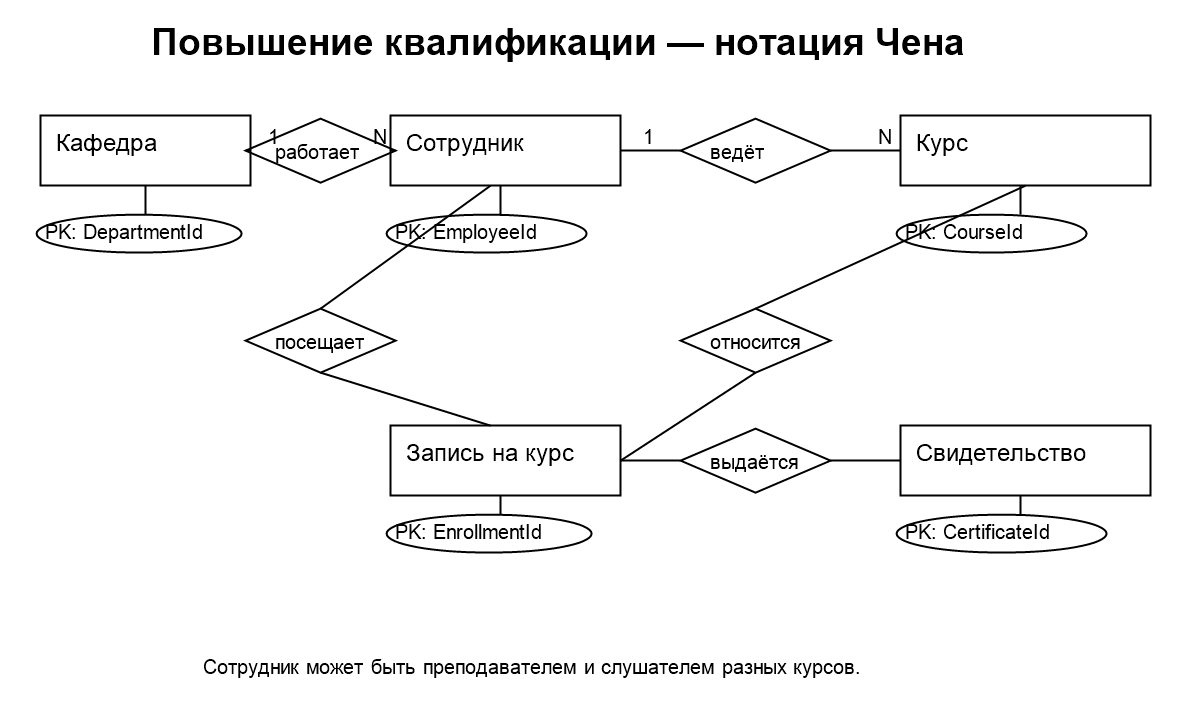 Повышение квалификации — нотация Чена
Кафедра
1
работает
N
Сотрудник
1
ведёт
N
Курс
PK: DepartmentId
PK: EmployeeId
PK: CourseId
посещает
относится
Запись на курс
выдаётся
Свидетельство
PK: EnrollmentId
PK: CertificateId
Сотрудник может быть преподавателем и слушателем разных курсов.